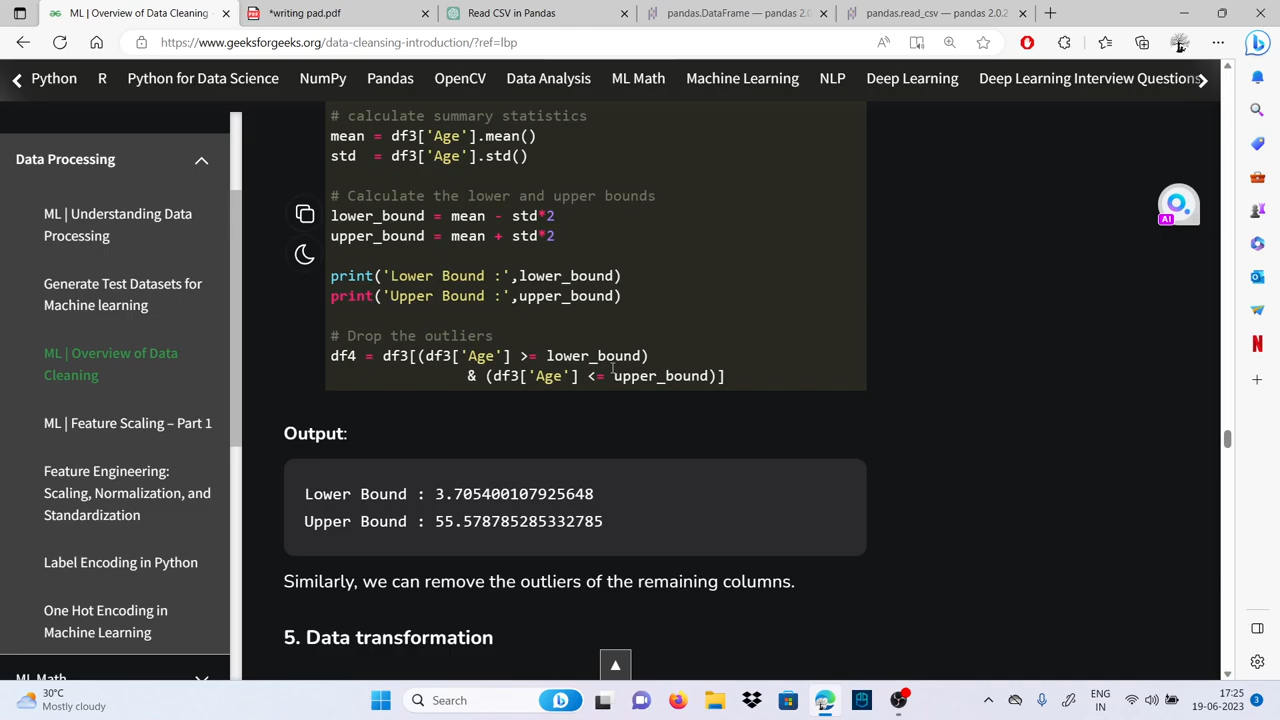 ML | Overview of Data Cleaning
*writing pad.pdf
Read CSV in Pandas
pandas.DataFrame — pandas 2.0.
pandas.read_csv — pandas 2.0.2
https://www.geeksforgeeks.org/data-cleansing-introduction/?ref=lbp
Python R Python for Data Science NumPy Pandas OpenCV Data Analysis ML Math Machine Learning NLP Deep Learning Deep Learning Interview Questions
Data Processing
ML | Understanding Data
Processing
Generate Test Datasets for
Machine learning
ML | Overview of Data
Cleaning
ML | Feature Scaling – Part 1
Feature Engineering:
Scaling, Normalization, and
Standardization
Label Encoding in Python
One Hot Encoding in
Machine Learning
ML Math
# calculate summary statistics
mean = df3['Age'].mean()
std = df3['Age'].std()
# Calculate the lower and upper bounds
lower_bound = mean - std*2
upper_bound = mean + std*2
print('Lower Bound :',lower_bound)
print('Upper Bound :',upper_bound)
# Drop the outliers
df4 = df3[(df3['Age'] >= lower_bound)
& (df3['Age'] <= upper_bound)]
Output:
Lower Bound : 3.705400107925648
Upper Bound : 55.578785285332785
Similarly, we can remove the outliers of the remaining columns.
5. Data transformation
AI
30°C
Mostly cloudy
Search
ENG
IN
17:25
19-06-2023
3